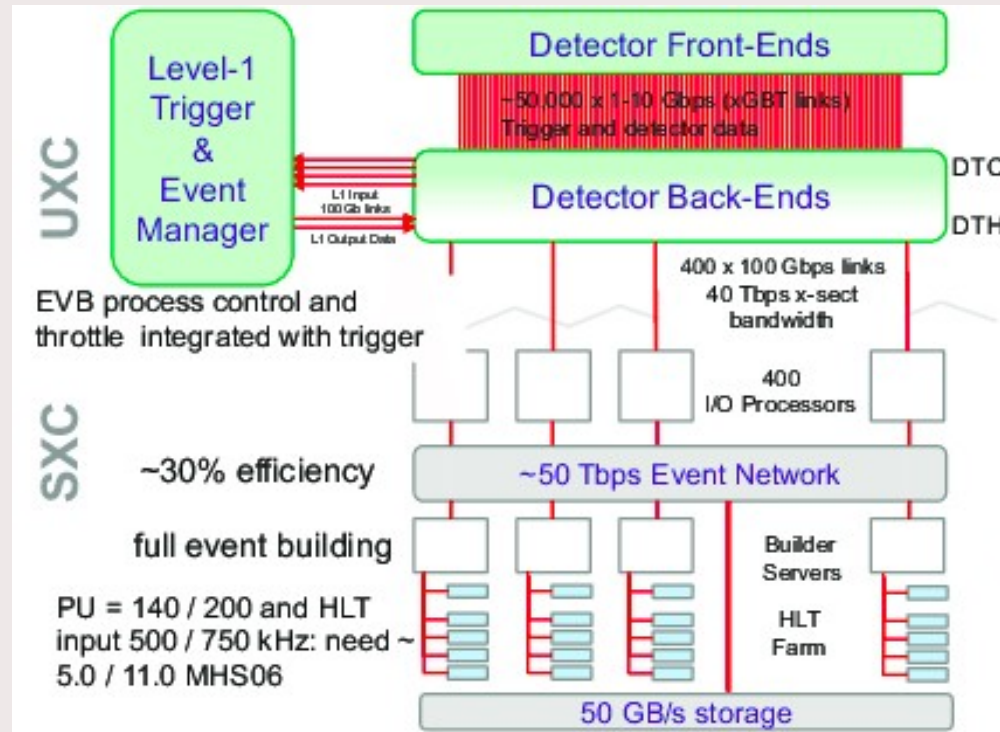 Level-1
Trigger
&
Event
Manager
Detector Front-Ends
~50.000 x 1-10 Gbps (xGBT links)
Trigger and detector data
UXC
L1 Input
100Gb links
L1 Output Data
Detector Back-Ends
DTC
DTH
400 x 100 Gbps links
40 Tbps x-sect
bandwidth
EVB process control and
throttle integrated with trigger
400
I/O Processors
SXC
~30% efficiency
~50 Tbps Event Network
full event building
Builder
Servers
PU = 140 / 200 and HLT
input 500 / 750 kHz: need ~
5.0 / 11.0 MHS06
HLT
Farm
50 GB/s storage